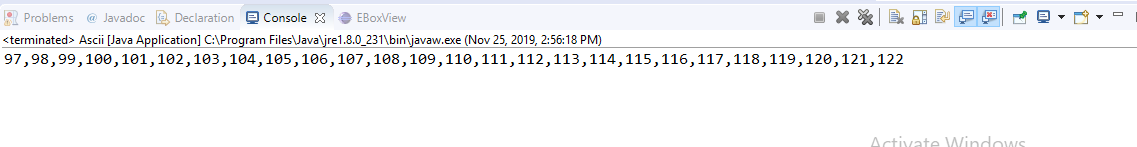 Problems @ Javadoc Declaration Console EBoxView
<terminated> Ascii [Java Application] C:\Program Files\Java\jre1.8.0_231\bin\javaw.exe (Nov 25, 2019, 2:56:18 PM)
97,98,99,100,101,102,103,104,105,106,107,108,109,110,111,112,113,114,115,116,117,118,119,120,121,122
Activate Windows